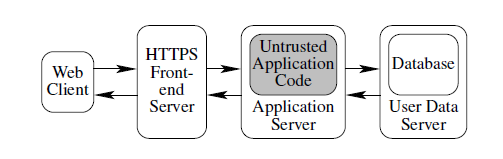 Web
Client
HTTPS
Front-
end
Server
Untrusted
Application
Code
Application
Server
Database
User Data
Server